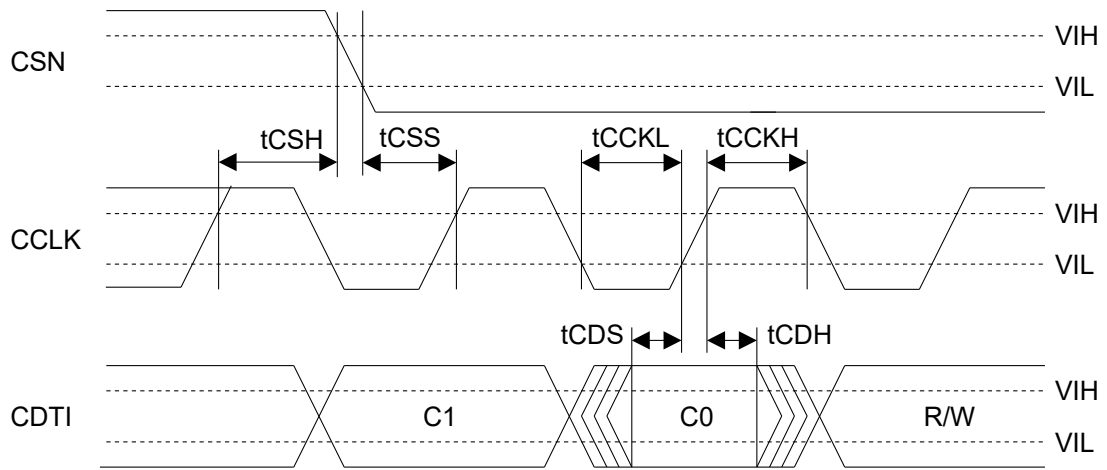 CSN
VIH
VIL
tCSH
tCSS
tCCKL
tCCKH
CCLK
VIH
VIL
tCDS
tCDH
CDTI
C1
C0
R/W
VIH
VIL